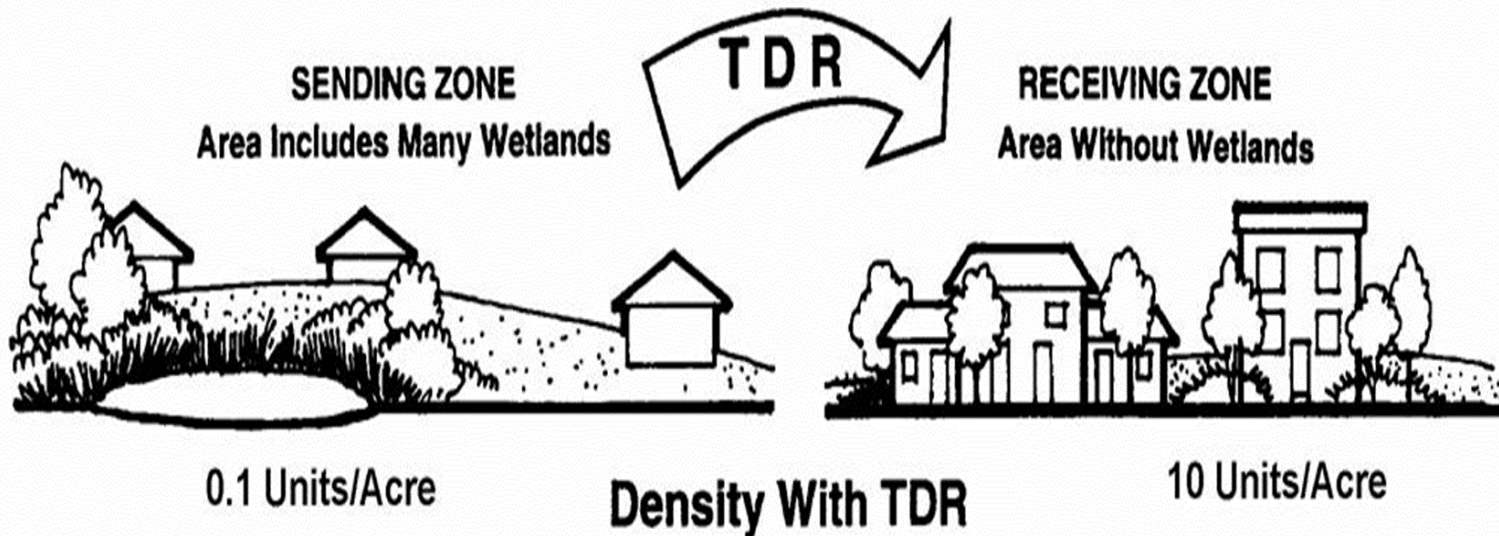 TDR
SENDING ZONE
Area Includes Many Wetlands
RECEIVING ZONE
Area Without Wetlands
0.1 Units/Acre
10 Units/Acre
Density With TDR